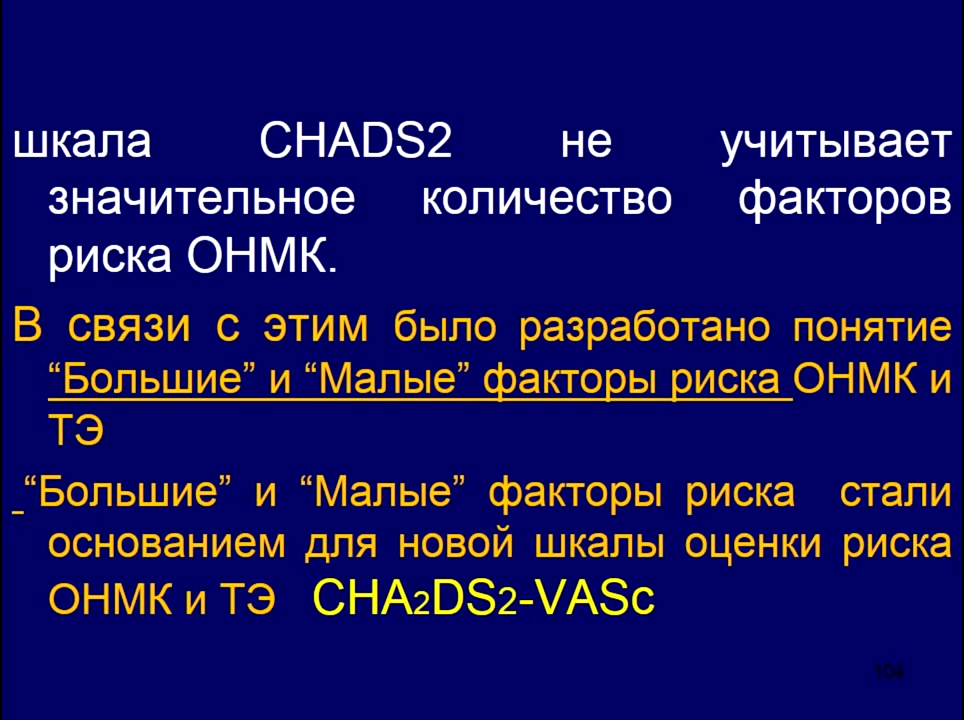 шкала CHADS2 не учитывает
значительное количество факторов
риска ОНМК.
В связи с этим было разработано понятие
“Большие” и “Малые” факторы риска ОНМК и
ТЭ
“Большие” и “Малые” факторы риска стали
основанием для новой шкалы оценки риска
ОНМК и ТЭ CHA2DS2-VASc
104